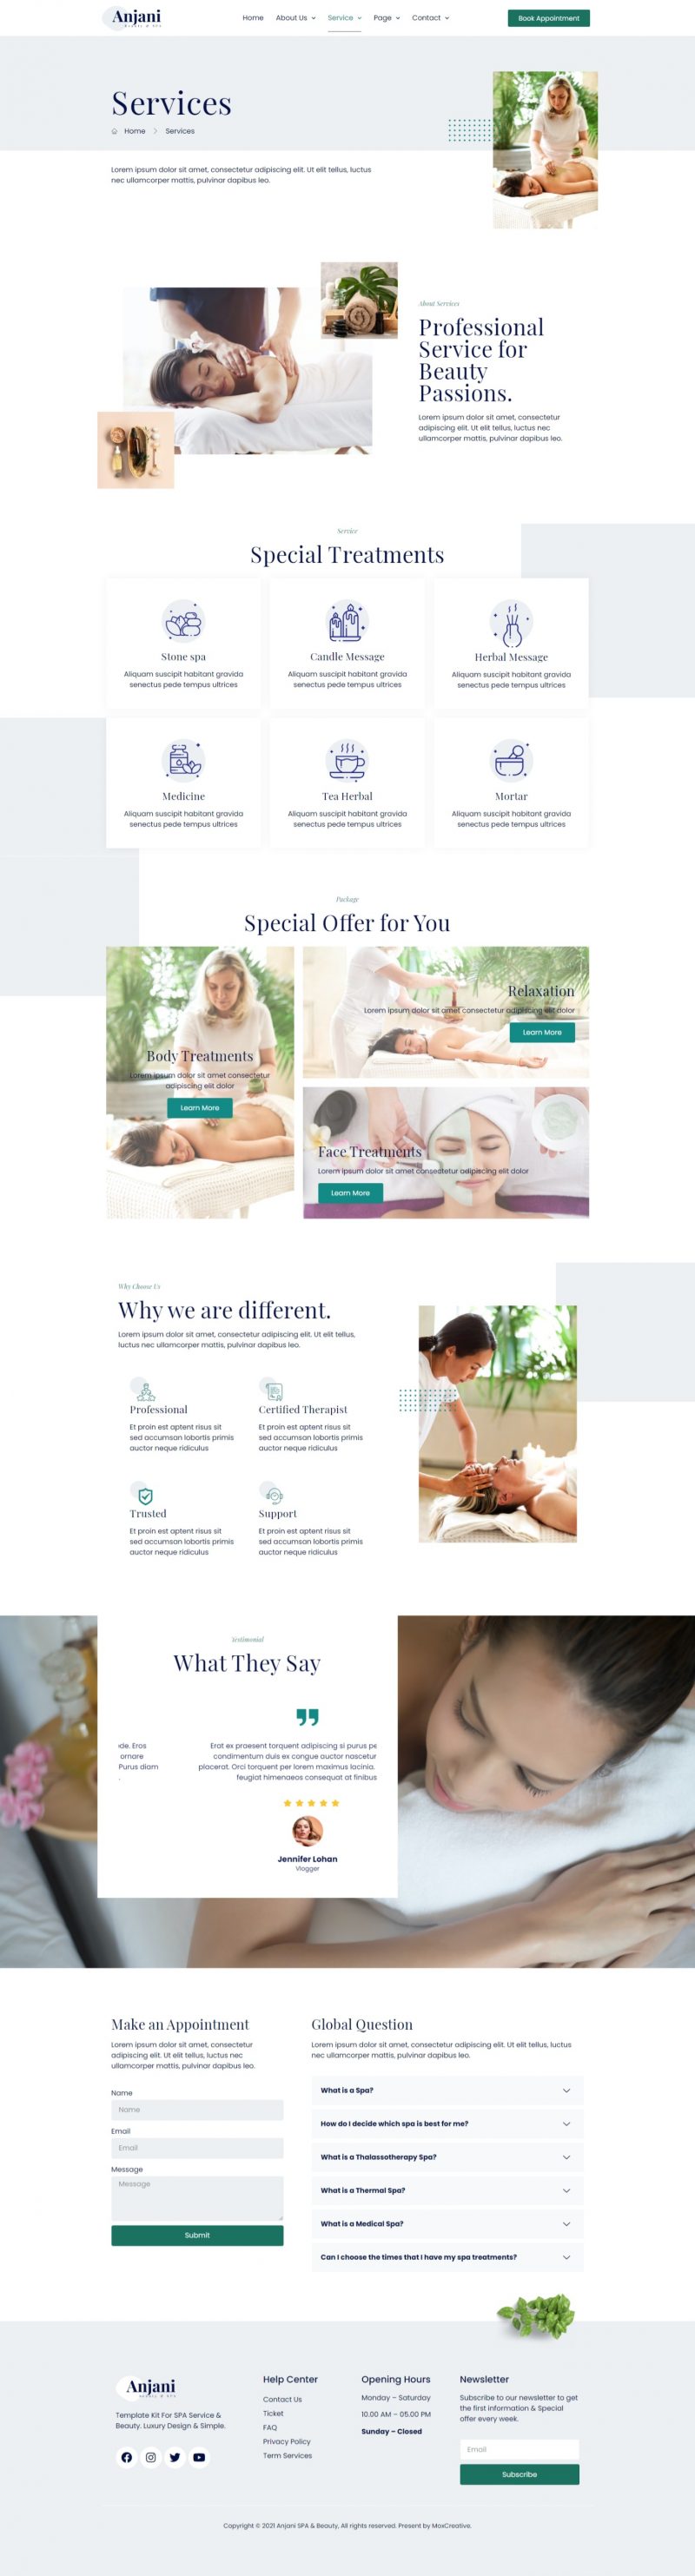 Anjani
BEAUTY & SPA
Home About Us Service Page Contact
Book Appointment
Services
Home > Services
Lorem ipsum dolor sit amet, consectetur adipiscing elit. Ut elit tellus, luctus
nec ullamcorper mattis, pulvinar dapibus leo.
About Services
Professional
Service for
Beauty
Passions.
Lorem ipsum dolor sit amet, consectetur
adipiscing elit. Ut elit tellus, luctus nec
ullamcorper mattis, pulvinar dapibus leo.
Service
Special Treatments
Stone spa
Aliquam suscipit habitant gravida
senectus pede tempus ultrices
Candle Message
Aliquam suscipit habitant gravida
senectus pede tempus ultrices
Herbal Message
Aliquam suscipit habitant gravida
senectus pede tempus ultrices
Medicine
Aliquam suscipit habitant gravida
senectus pede tempus ultrices
Tea Herbal
Aliquam suscipit habitant gravida
senectus pede tempus ultrices
Mortar
Aliquam suscipit habitant gravida
senectus pede tempus ultrices
Package
Special Offer for You
Body Treatments
Lorem ipsum dolor sit amet consectetur
adipiscing elit dolor
Learn More
Relaxation
Lorem ipsum dolor sit amet consectetur adipiscing elit dolor
Learn More
Face Treatments
Lorem ipsum dolor sit amet consectetur adipiscing elit dolor
Learn More
Why Choose Us
Why we are different.
Lorem ipsum dolor sit amet, consectetur adipiscing elit. Ut elit tellus,
luctus nec ullamcorper mattis, pulvinar dapibus leo.
Professional
Et proin est aptent risus sit
sed accumsan lobortis primis
auctor neque ridiculus
Certified Therapist
Et proin est aptent risus sit
sed accumsan lobortis primis
auctor neque ridiculus
Trusted
Et proin est aptent risus sit
sed accumsan lobortis primis
auctor neque ridiculus
Support
Et proin est aptent risus sit
sed accumsan lobortis primis
auctor neque ridiculus
Testimonial
What They Say
de. Eros
ornare
Purus diam
.
Erat ex praesent torquent adipiscing si purus pe
condimentum duis ex congue auctor nascetur
placerat. Orci torquent per lorem maximus lacinia.
feugiat himenaeos consequat at finibus
Jennifer Lohan
Vlogger
Make an Appointment
Lorem ipsum dolor sit amet, consectetur
adipiscing elit. Ut elit tellus, luctus nec
ullamcorper mattis, pulvinar dapibus leo.
Name
Name
Email
Email
Message
Message
Submit
Global Question
Lorem ipsum dolor sit amet, consectetur adipiscing elit. Ut elit tellus, luctus
nec ullamcorper mattis, pulvinar dapibus leo.
What is a Spa?
How do I decide which spa is best for me?
What is a Thalassotherapy Spa?
What is a Thermal Spa?
What is a Medical Spa?
Can I choose the times that I have my spa treatments?
Anjani
BEAUTY & SPA
Template Kit For SPA Service &
Beauty. Luxury Design & Simple.
Help Center
Contact Us
Ticket
FAQ
Privacy Policy
Term Services
Opening Hours
Monday – Saturday
10.00 AM – 05.00 PM
Sunday – Closed
Newsletter
Subscribe to our newsletter to get
the first information & Special
offer every week.
Email
Subscribe
Copyright © 2021 Anjani SPA & Beauty, All rights reserved. Present by MoxCreative.